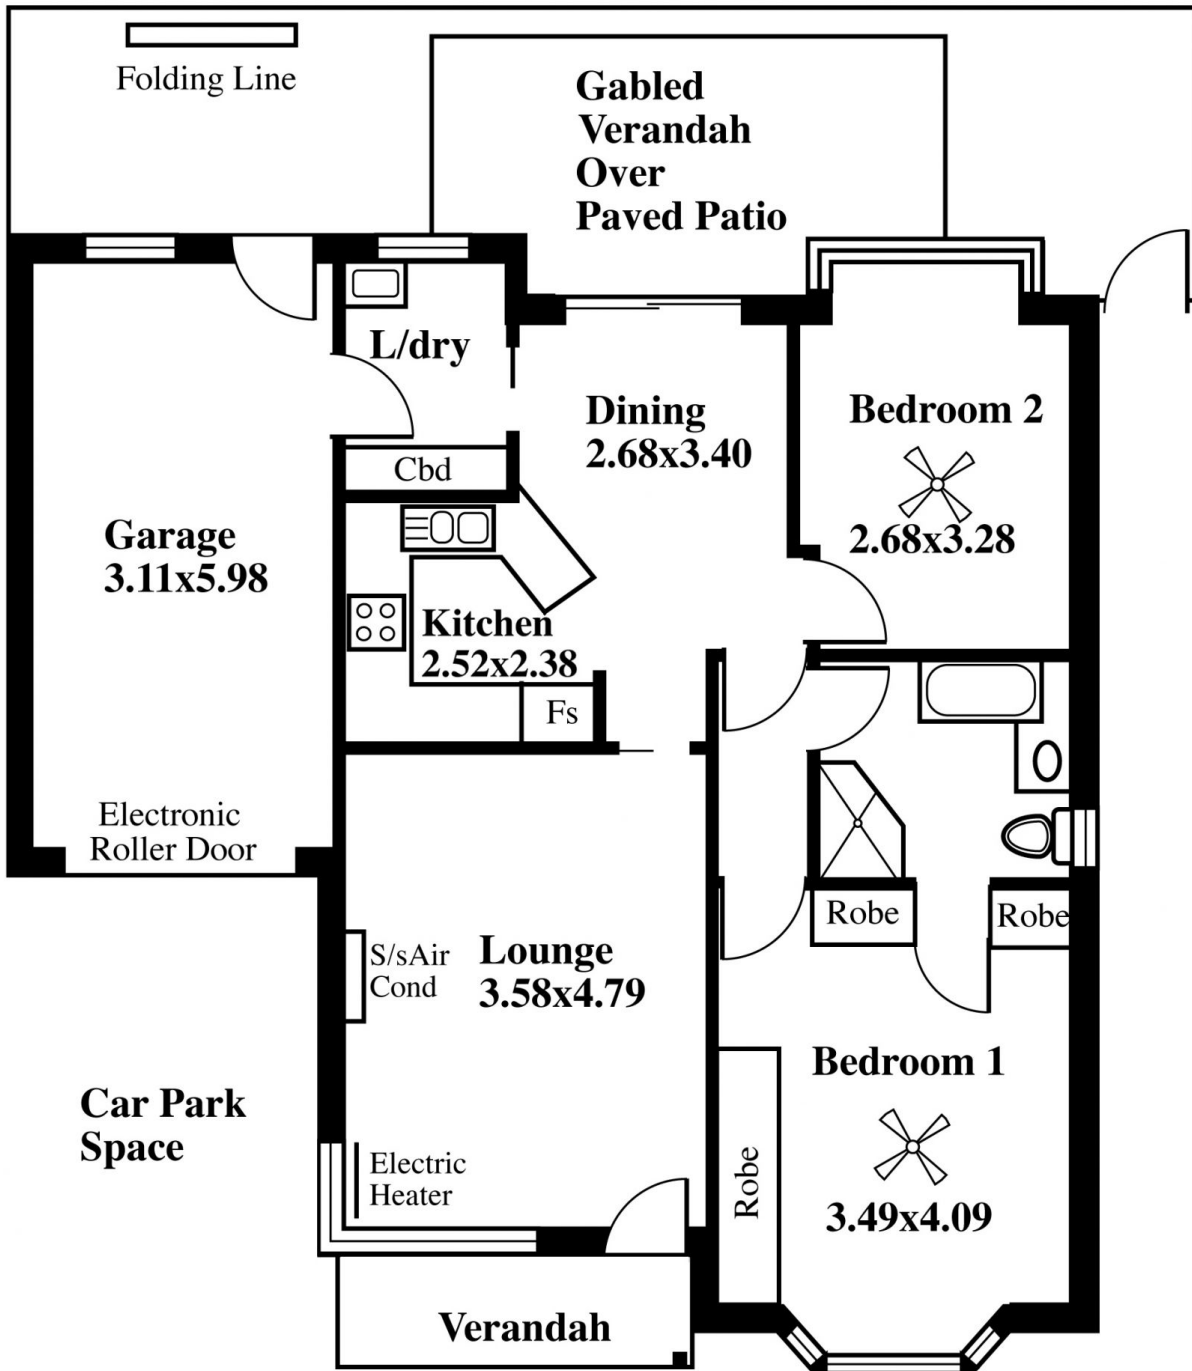 Folding Line
Gabled
Verandah
Over
Paved Patio
L/dry
Dining
2.68x3.40
Bedroom 2
2.68x3.28
Cbd
Garage
3.11x5.98
Kitchen
2.52x2.38
Fs
Electronic
Roller Door
Robe
Robe
S/sAir
Cond
Lounge
3.58x4.79
Bedroom 1
3.49x4.09
Car Park
Space
Electric
Heater
Robe
Verandah